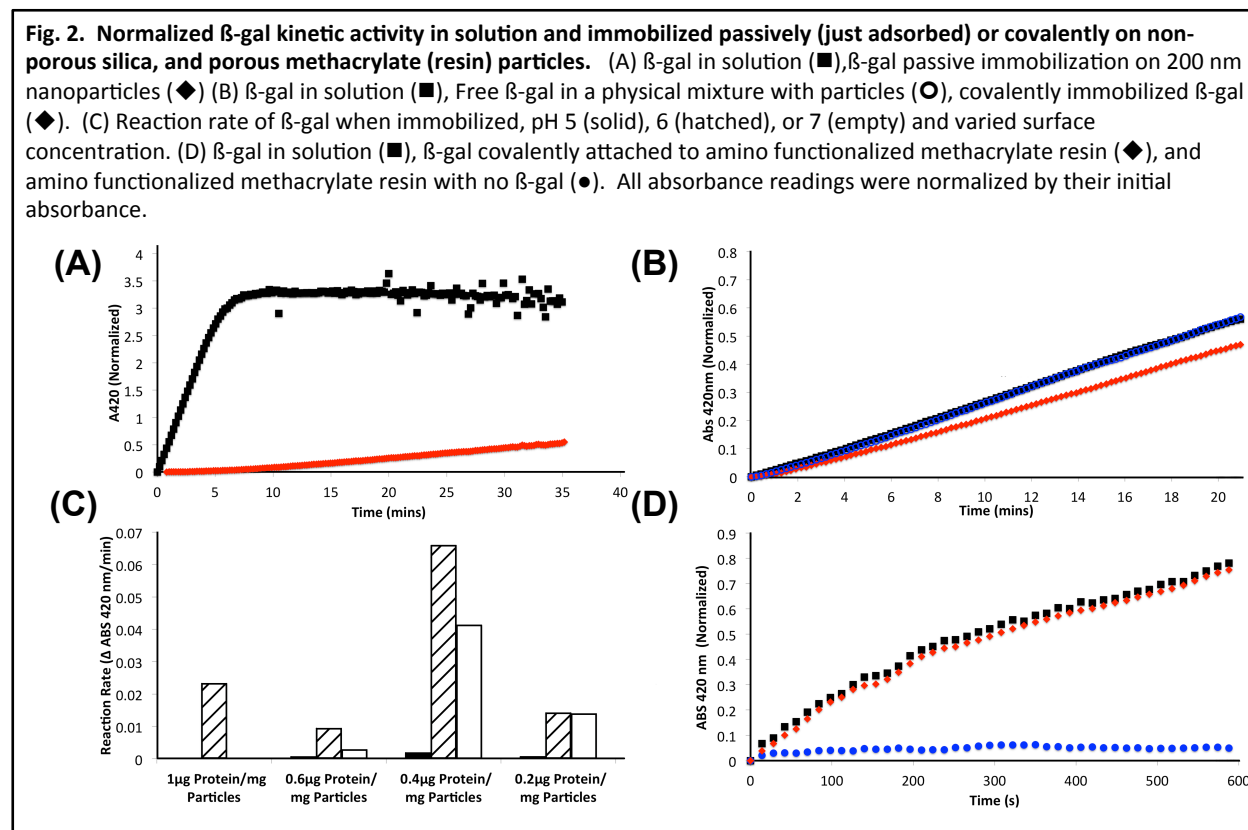 Fig. 2. Normalized ß-gal kinetic activity in solution and immobilized passively (just adsorbed) or covalently on non-
porous silica, and porous methacrylate (resin) particles. (A) ß-gal in solution (■),ß-gal passive immobilization on 200 nm
nanoparticles (◆) (B) ß-gal in solution (■), Free ß-gal in a physical mixture with particles (O), covalently immobilized ß-gal
(◆). (C) Reaction rate of ß-gal when immobilized, pH 5 (solid), 6 (hatched), or 7 (empty) and varied surface
concentration. (D) ß-gal in solution (■), ß-gal covalently attached to amino functionalized methacrylate resin (◆), and
amino functionalized methacrylate resin with no ß-gal (●). All absorbance readings were normalized by their initial
absorbance.
(A)
A420 (Normalized)
4
3.5
3
2.5
2
1.5
1
0.5
0
0 5 10 15 20 25 30 35 40
Time (mins)
(B)
Abs 420nm (Normalized)
0.8
0.7
0.6
0.5
0.4
0.3
0.2
0.1
0
0 2 4 6 8 10 12 14 16 18 20
Time (mins)
(C)
Reaction Rate (Δ ABS 420 nm/min)
0.07
0.06
0.05
0.04
0.03
0.02
0.01
0
1µg Protein/mg
Particles
0.6µg Protein/
mg Particles
0.4µg Protein/
mg Particles
0.2µg Protein/
mg Particles
(D)
ABS 420 nm (Normalized)
0.9
0.8
0.7
0.6
0.5
0.4
0.3
0.2
0.1
0
0 100 200 300 400 500 600
Time (s)